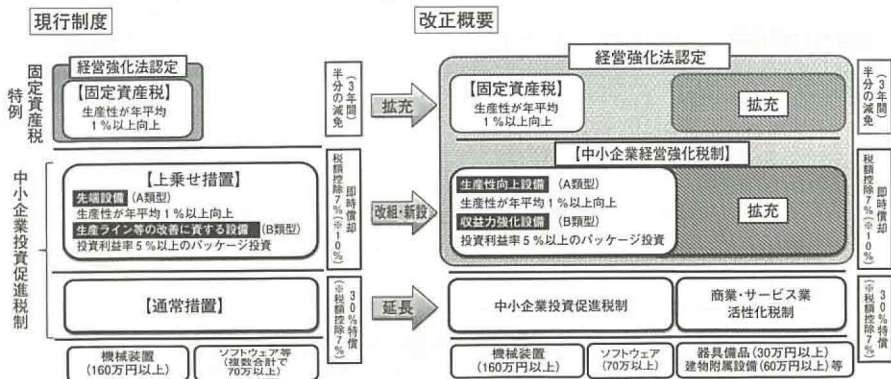 現行制度
改正概要
固定資産税
特例
経営強化法認定
【固定資産税】
生産性が年平均
1%以上向上
(3年間)
半分の減免
拡充
経営強化法認定
【固定資産税】
生産性が年平均
1%以上向上
拡充
(3年間)
半分の減免
中小企業投資促進税制
【上乗せ措置】
先端設備 (A類型)
生産性が年平均1%以上向上
生産ライン等の改善に資する設備 (B類型)
投資利益率5%以上のパッケージ投資
即時償却
税額控除7%(※10%)
改組・新設
【中小企業経営強化税制】
生産性向上設備 (A類型)
生産性が年平均1%以上向上
収益力強化設備 (B類型)
投資利益率5%以上のパッケージ投資
拡充
即時償却
税額控除7%(※10%)
【通常措置】
30%特償
(※税額控除7%)
延長
中小企業投資促進税制
商業・サービス業
活性化税制
30%特償
(※税額控除7%)
機械装置
(160万円以上)
ソフトウェア等
(複数合計で
70万以上)
機械装置
(160万円以上)
ソフトウェア
(70万以上)
器具備品(30万円以上)
建物附属設備(60万円以上)等